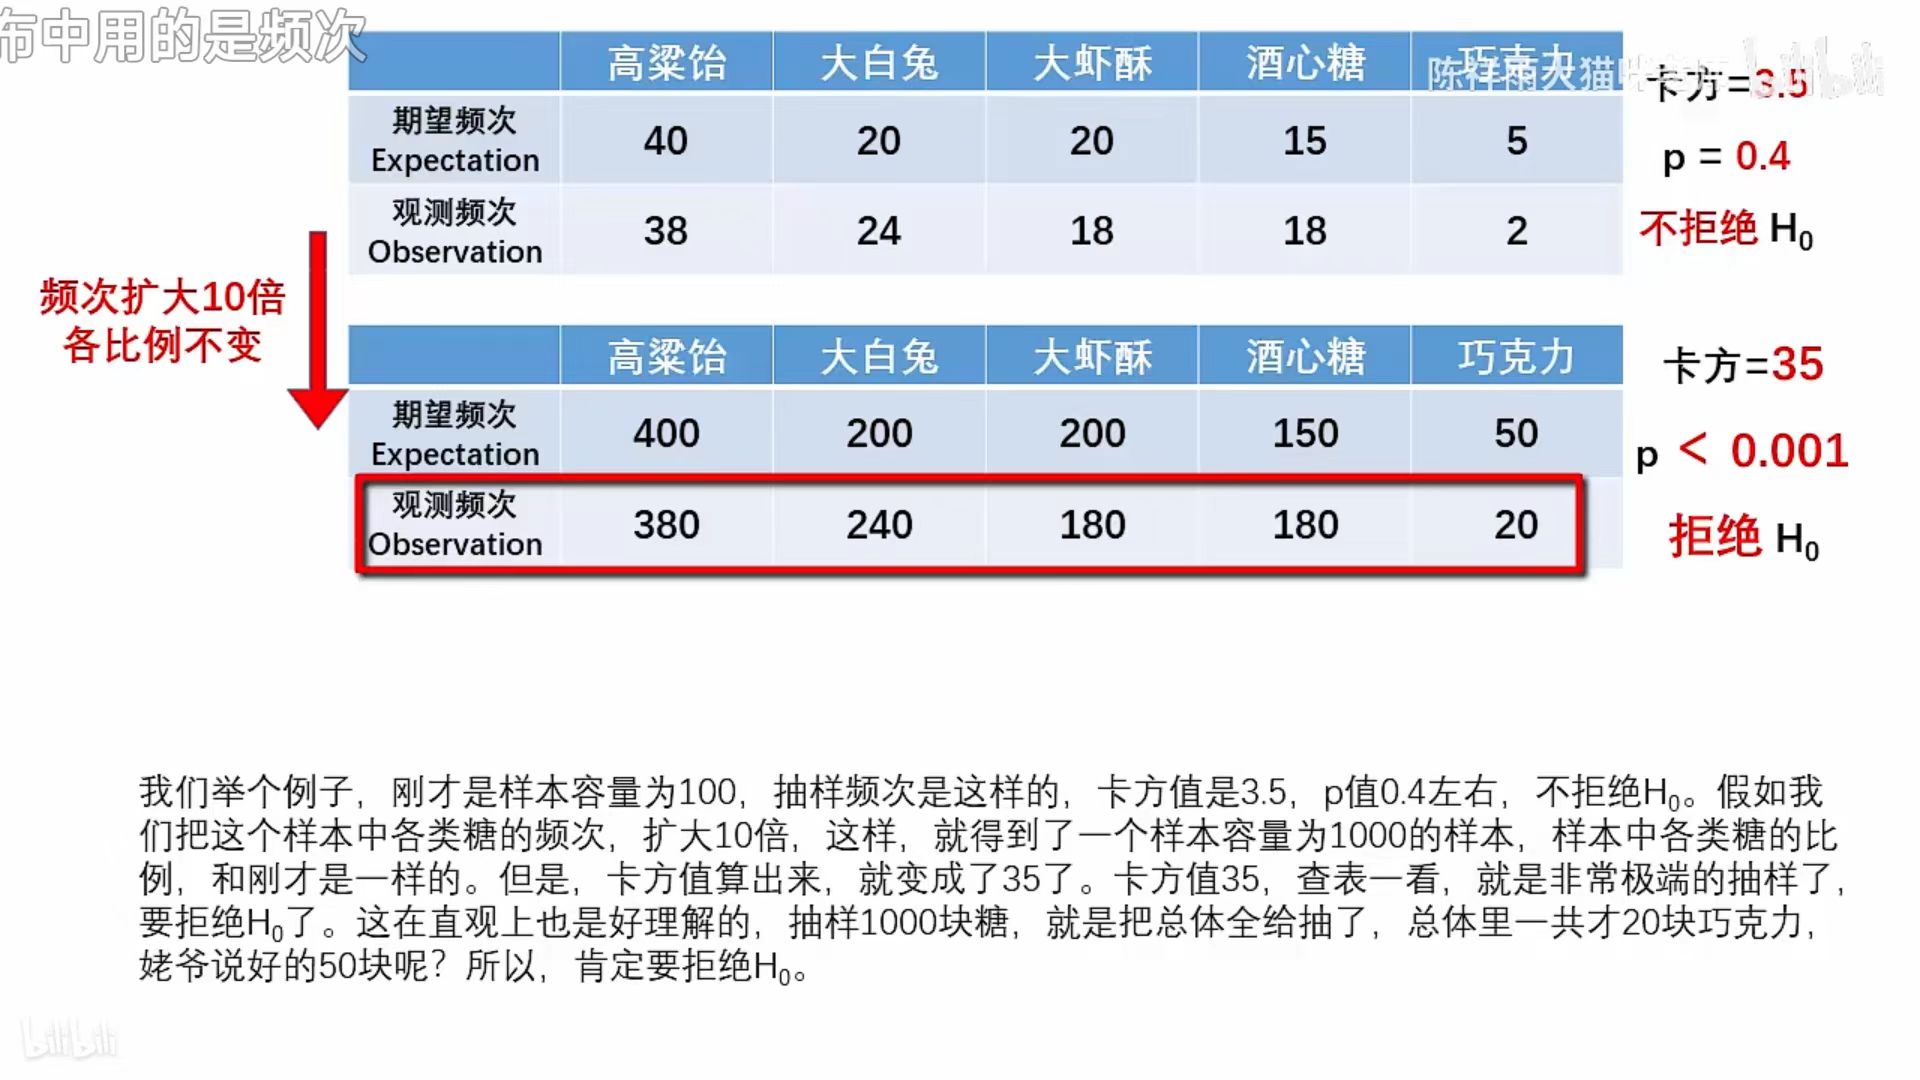 布中用的是频次
高粱饴 大白兔 大虾酥 酒心糖 巧克力
陈祥雨大猫
bilibili
卡方=3.5
期望频次 40 20 20 15 5
Expectation
p = 0.4
观测频次 38 24 18 18 2
Observation
不拒绝 H0
频次扩大10倍
各比例不变
高粱饴 大白兔 大虾酥 酒心糖 巧克力
卡方=35
期望频次 400 200 200 150 50
Expectation
p < 0.001
观测频次 380 240 180 180 20
Observation
拒绝 H0
我们举个例子，刚才是样本容量为100，抽样频次是这样的，卡方值是3.5，p值0.4左右，不拒绝H0。假如我
们把这个样本中各类糖的频次，扩大10倍，这样，就得到了一个样本容量为1000的样本，样本中各类糖的比
例，和刚才是一样的。但是，卡方值算出来，就变成了35了。卡方值35，查表一看，就是非常极端的抽样了，
要拒绝H0了。这在直观上也是好理解的，抽样1000块糖，就是把总体全给抽了，总体里一共才20块巧克力，
姥爷说好的50块呢？所以，肯定要拒绝H0。
bilibili